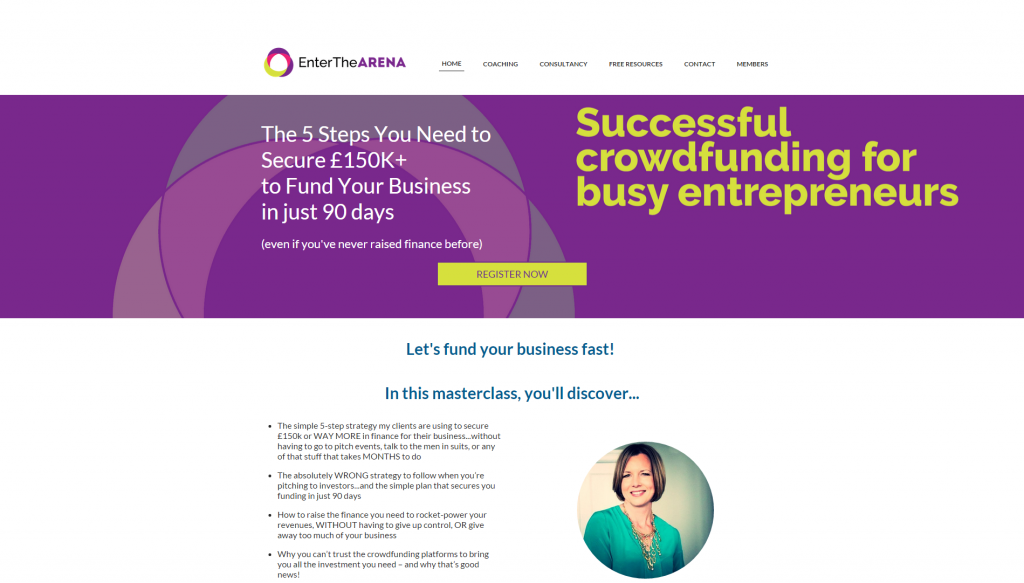 EnterTheARENA
HOME
COACHING
CONSULTANCY
FREE RESOURCES
CONTACT
MEMBERS
The 5 Steps You Need to
Secure £150K+
to Fund Your Business
in just 90 days
(even if you've never raised finance before)
Successful
crowdfunding for
busy entrepreneurs
REGISTER NOW
Let's fund your business fast!
In this masterclass, you'll discover...
• The simple 5-step strategy my clients are using to secure
£150k or WAY MORE in finance for their business...without
having to go to pitch events, talk to the men in suits, or any
of that stuff that takes MONTHS to do
• The absolutely WRONG strategy to follow when you're
pitching to investors...and the simple plan that secures you
funding in just 90 days
• How to raise the finance you need to rocket-power your
revenues, WITHOUT having to give up control, OR give
away too much of your business
• Why you can't trust the crowdfunding platforms to bring
you all the investment you need – and why that's good
news!